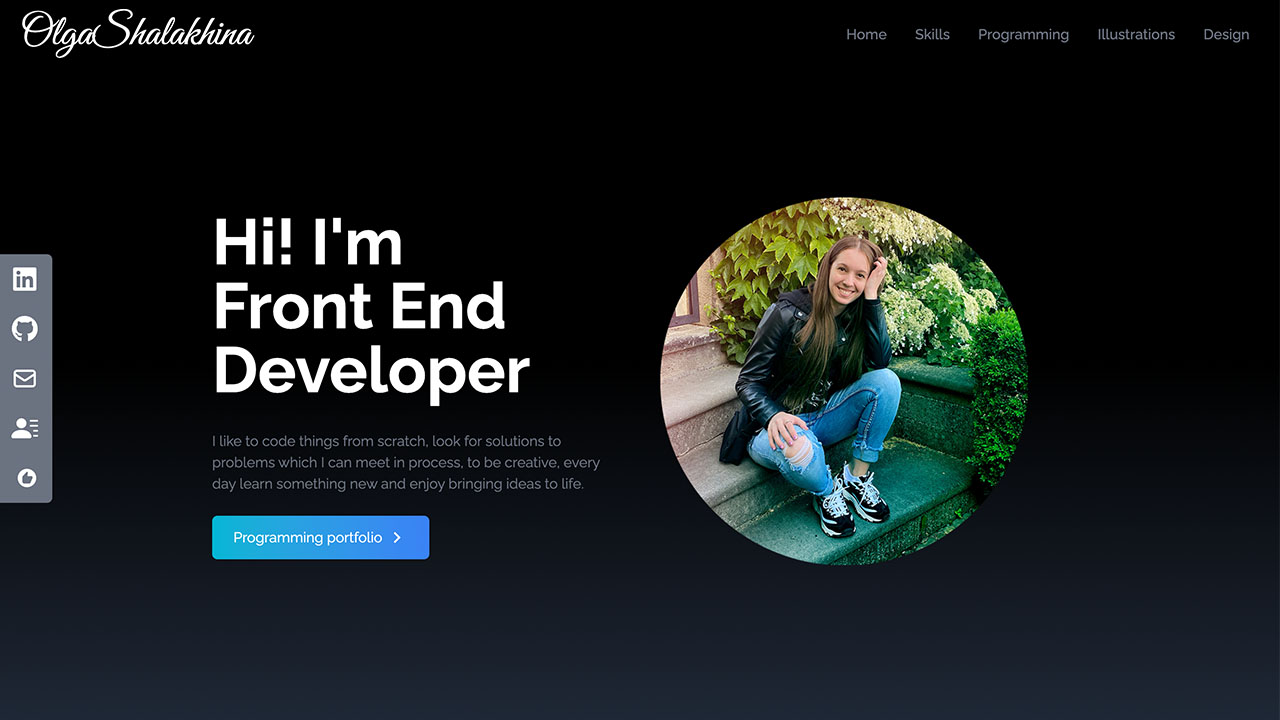 OlgaShalakhina
Home Skills Programming Illustrations Design
Hi! I'm
Front End
Developer
in
I like to code things from scratch, look for solutions to
problems which I can meet in process, to be creative, every
day learn something new and enjoy bringing ideas to life.
Programming portfolio